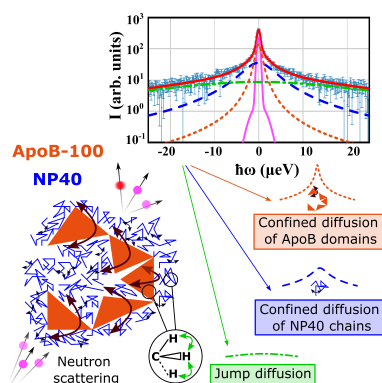 I (arb. units)
10³
10²
10¹
10⁰
10⁻¹
-20 -10 0 10 20
ħω (μeV)
ApoB-100
NP40
Confined diffusion
of ApoB domains
Confined diffusion
of NP40 chains
H
C H
H
Neutron
scattering
Jump diffusion